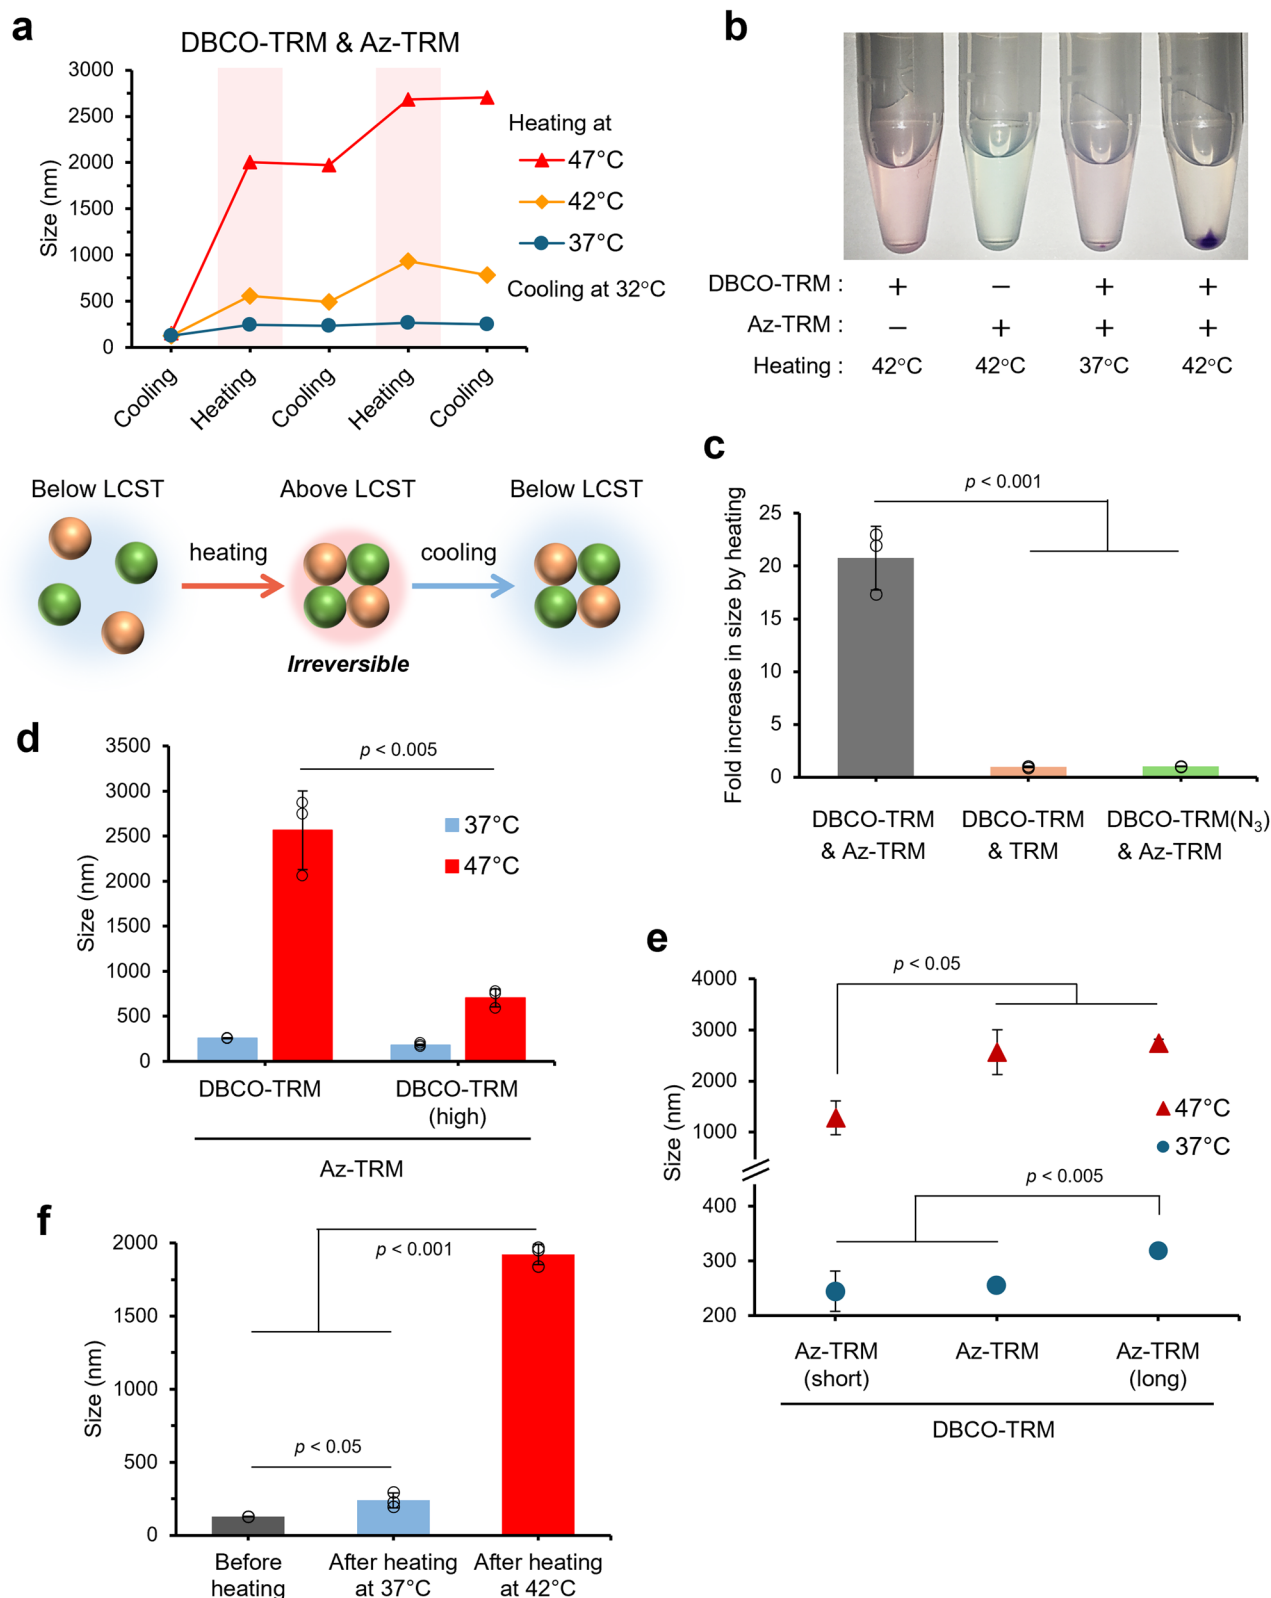 a
DBCO-TRM & Az-TRM
3000
2500
2000
1500
1000
500
0
Size (nm)
Cooling
Heating
Cooling
Heating
Cooling
Heating at
47°C
42°C
37°C
Cooling at 32°C
Below LCST
Above LCST
Below LCST
heating
cooling
Irreversible
b
DBCO-TRM : + − + +
Az-TRM : − + + +
Heating : 42°C 42°C 37°C 42°C
c
p < 0.001
Fold increase in size by heating
25
20
15
10
5
0
DBCO-TRM
& Az-TRM
DBCO-TRM
& TRM
DBCO-TRM(N₃)
& Az-TRM
d
3500
3000
2500
2000
1500
1000
500
0
Size (nm)
p < 0.005
37°C
47°C
DBCO-TRM
DBCO-TRM
(high)
Az-TRM
e
4000
3000
2000
1000
400
300
200
Size (nm)
p < 0.05
47°C
37°C
p < 0.005
Az-TRM
(short)
Az-TRM
Az-TRM
(long)
DBCO-TRM
f
2000
1500
1000
500
0
Size (nm)
p < 0.001
p < 0.05
Before
heating
After heating
at 37°C
After heating
at 42°C